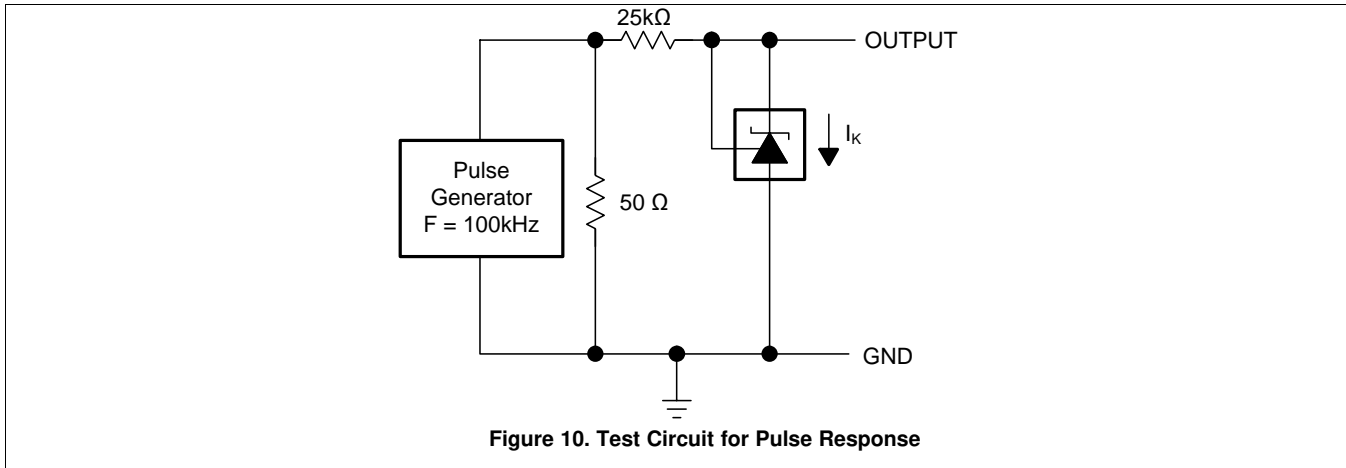 25kΩ
OUTPUT
I_K
Pulse
Generator
F = 100kHz
50 Ω
GND
Figure 10. Test Circuit for Pulse Response